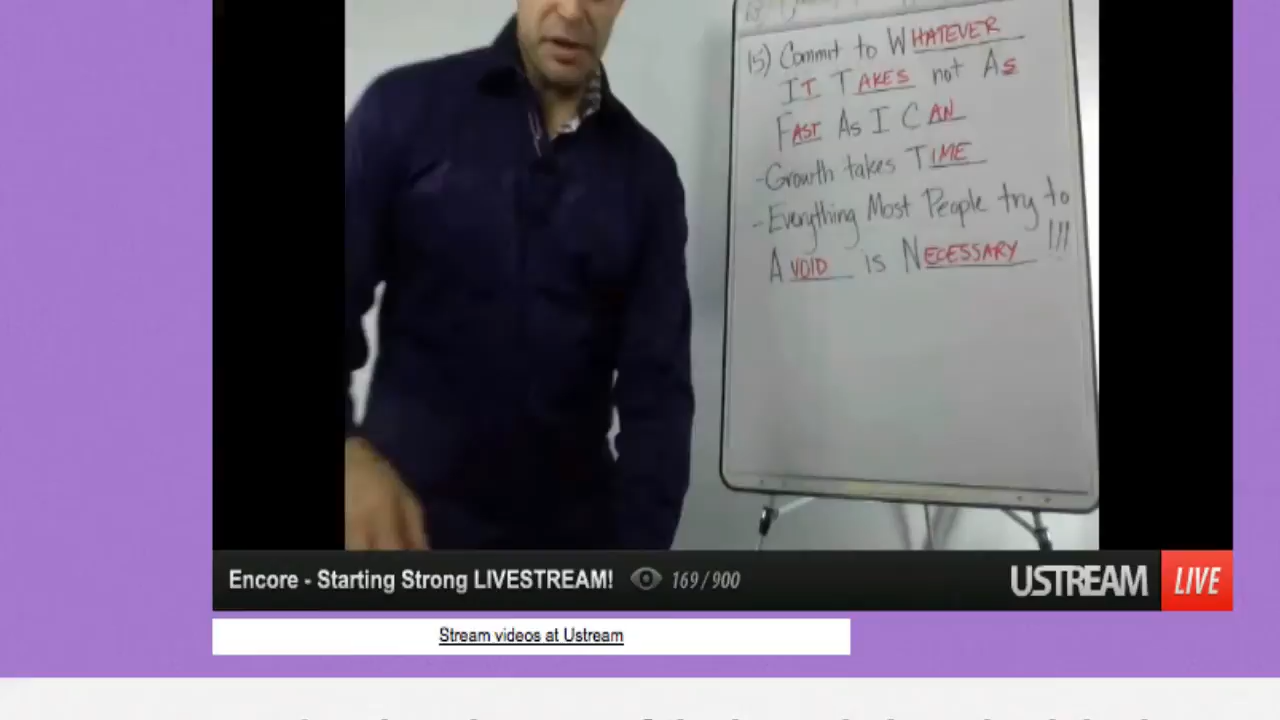 15) Commit to WHATEVER
IT TAKES not As
FAST As I CAN
-Growth takes TIME
-Everything Most People try to
AVOID is NECESSARY !!!
Encore - Starting Strong LIVESTREAM! 169/900 USTREAM LIVE
Stream videos at Ustream